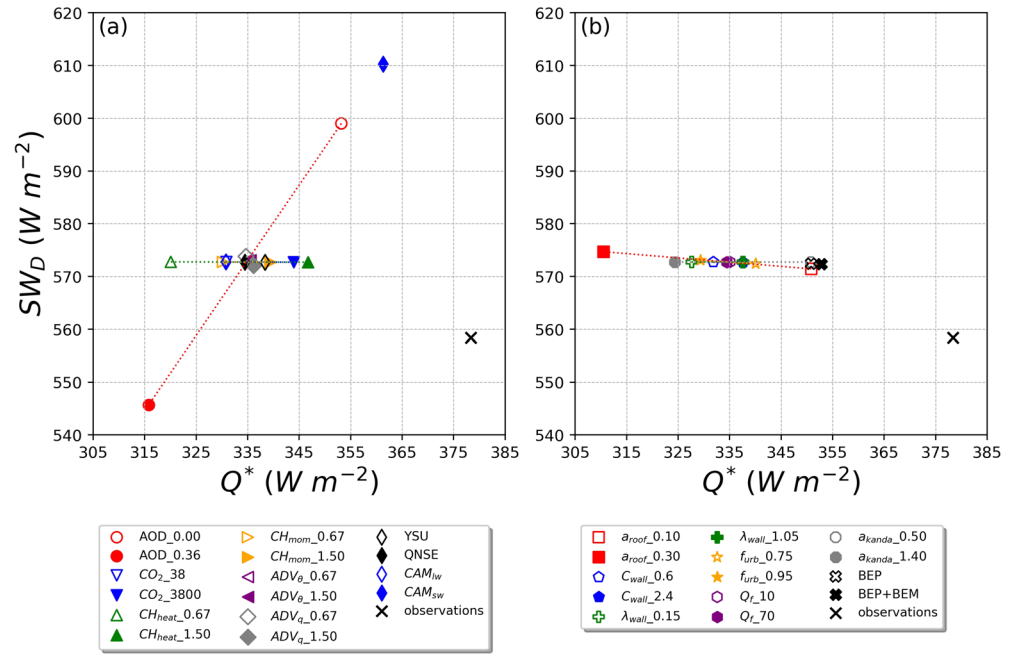 (a)
(b)
620
610
600
590
580
570
560
550
540
620
610
600
590
580
570
560
550
540
SW_D (W m⁻²)
305 315 325 335 345 355 365 375 385
305 315 325 335 345 355 365 375 385
Q* (W m⁻²)
Q* (W m⁻²)
AOD_0.00
AOD_0.36
CO₂_38
CO₂_3800
CH_heat_0.67
CH_heat_1.50
CH_mom_0.67
CH_mom_1.50
ADV_θ_0.67
ADV_θ_1.50
ADV_q_0.67
ADV_q_1.50
YSU
QNSE
CAM_lw
CAM_sw
observations
a_roof_0.10
a_roof_0.30
C_wall_0.6
C_wall_2.4
λ_wall_0.15
λ_wall_1.05
f_urb_0.75
f_urb_0.95
Q_f_10
Q_f_70
a_kanda_0.50
a_kanda_1.40
BEP
BEP+BEM
observations